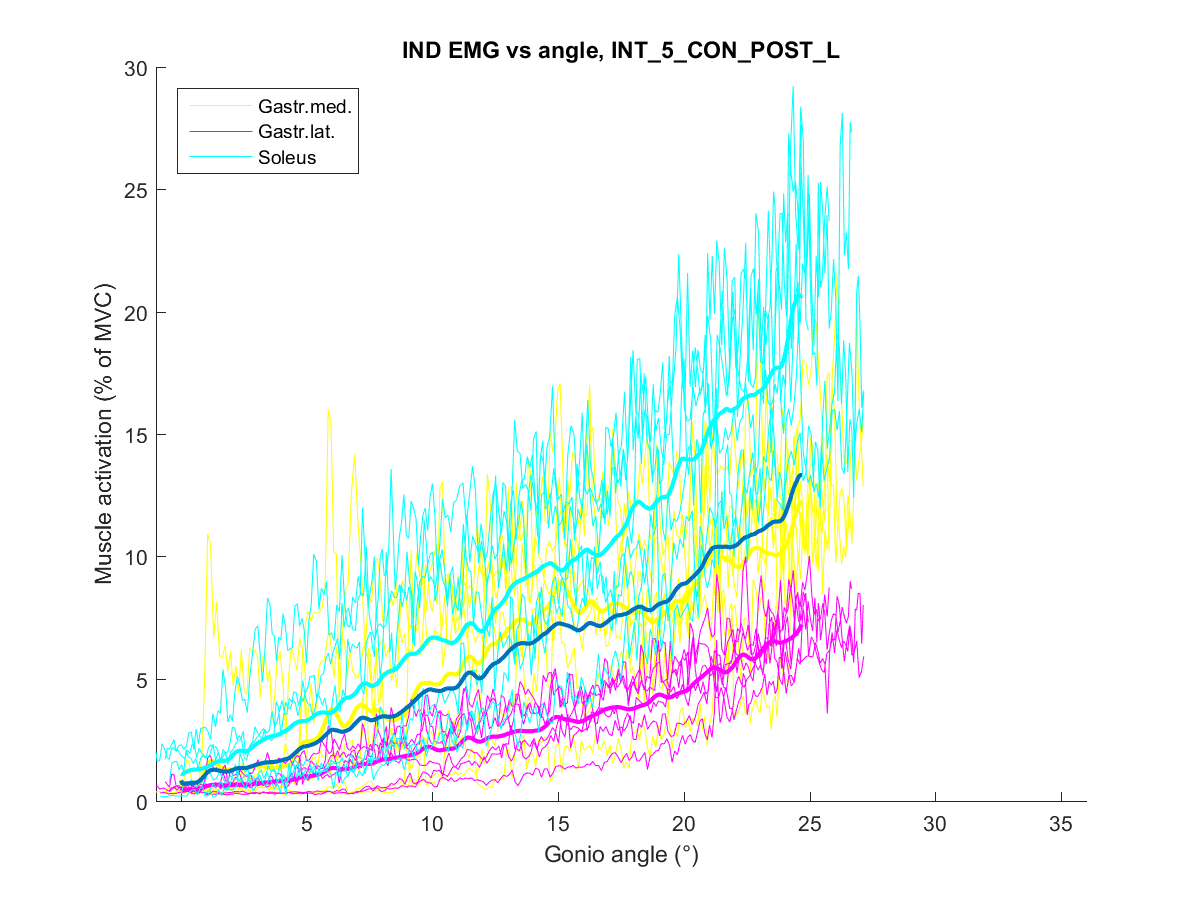 IND EMG vs angle, INT_5_CON_POST_L
30
25
20
15
10
5
0
Muscle activation (% of MVC)
Gastr.med.
Gastr.lat.
Soleus
0 5 10 15 20 25 30 35
Gonio angle (°)